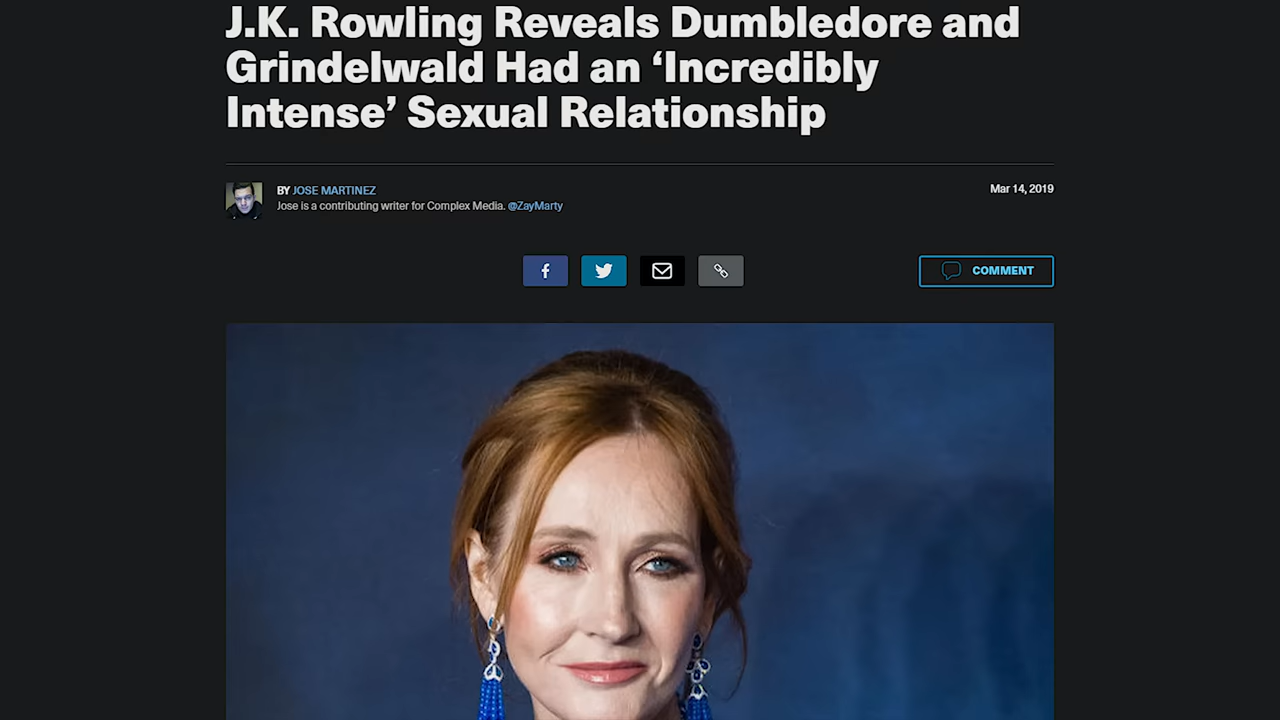 J.K. Rowling Reveals Dumbledore and
Grindelwald Had an ‘Incredibly
Intense’ Sexual Relationship
BY JOSE MARTINEZ
Mar 14, 2019
Jose is a contributing writer for Complex Media. @ZayMarty
f
COMMENT